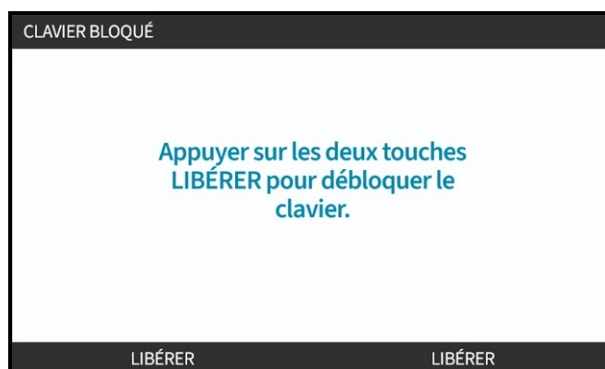 CLAVIER BLOQUÉ
Appuyer sur les deux touches
LIBÉRER pour débloquer le
clavier.
LIBÉRER LIBÉRER